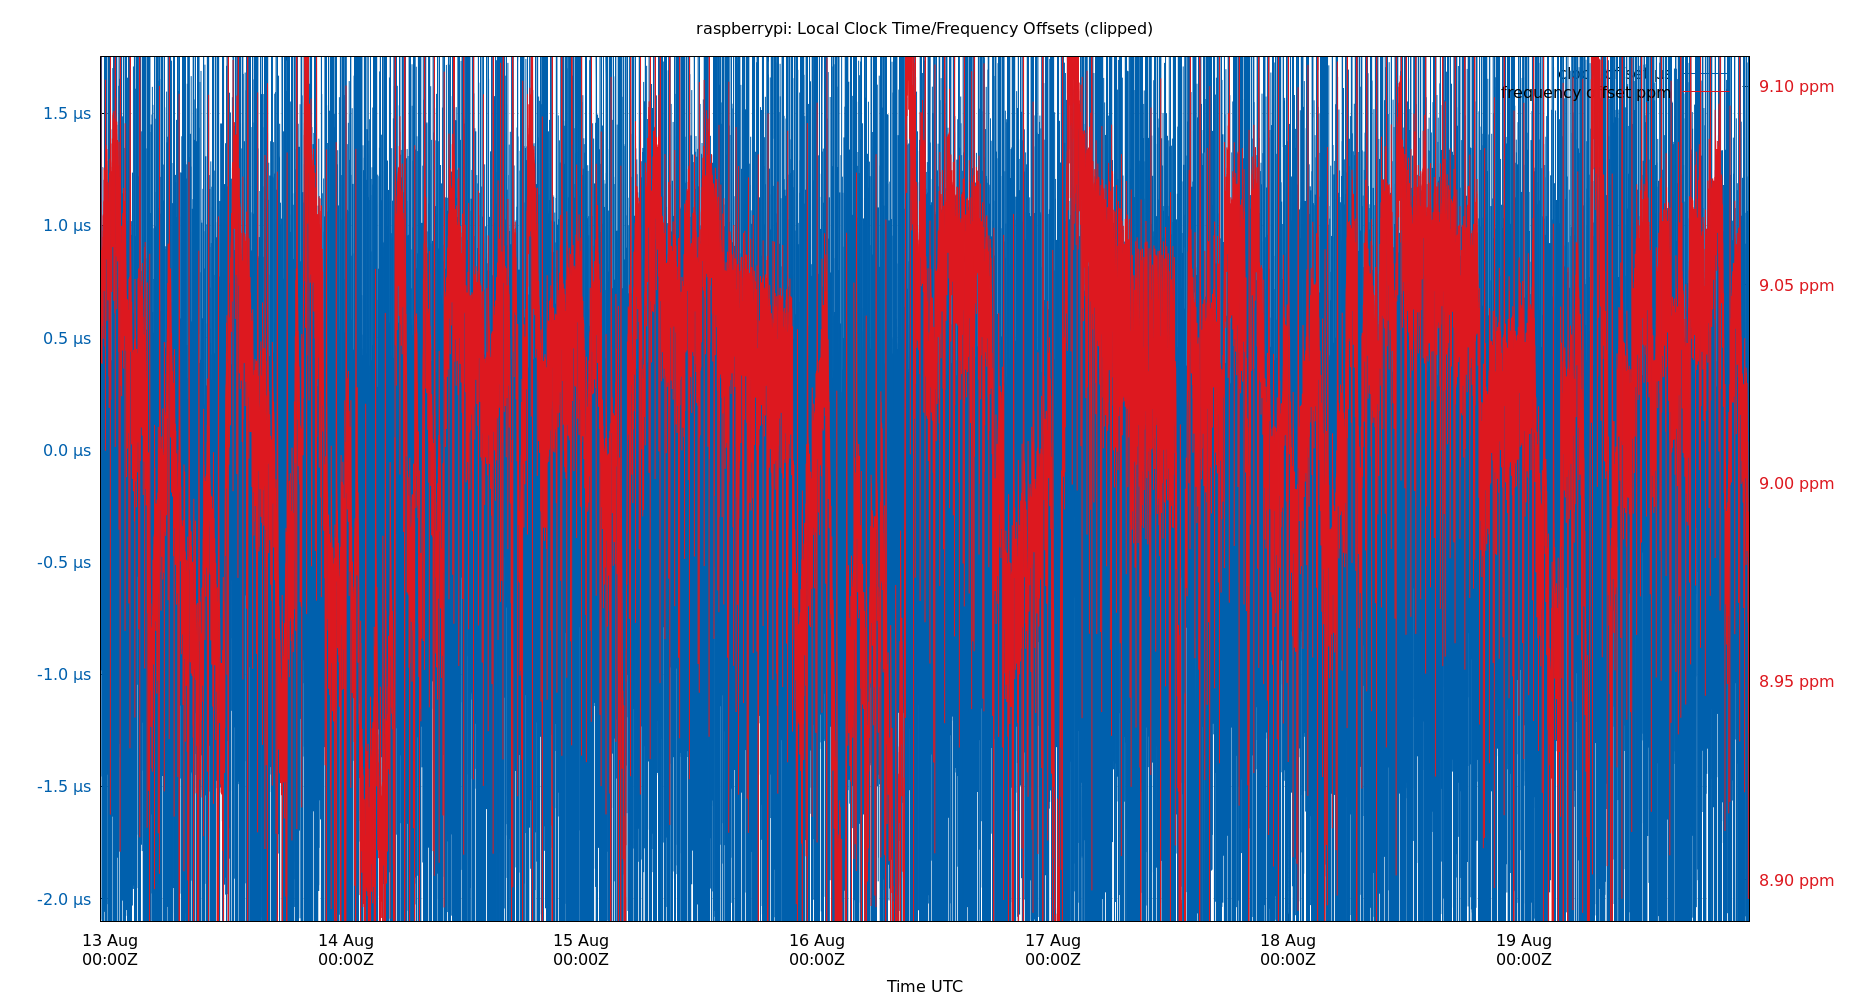 raspberrypi: Local Clock Time/Frequency Offsets (clipped)
frequency offset ppm
1.5 µs
1.0 µs
0.5 µs
0.0 µs
-0.5 µs
-1.0 µs
-1.5 µs
-2.0 µs
9.10 ppm
9.05 ppm
9.00 ppm
8.95 ppm
8.90 ppm
13 Aug 14 Aug 15 Aug 16 Aug 17 Aug 18 Aug 19 Aug
00:00Z 00:00Z 00:00Z 00:00Z 00:00Z 00:00Z 00:00Z
Time UTC